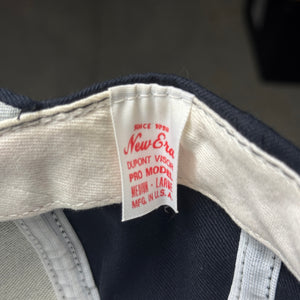 SINCE 1920
New Era
DUPONT VISOR
PRO MODEL
MEDIUM - LARGE
MFG. IN U.S.A.